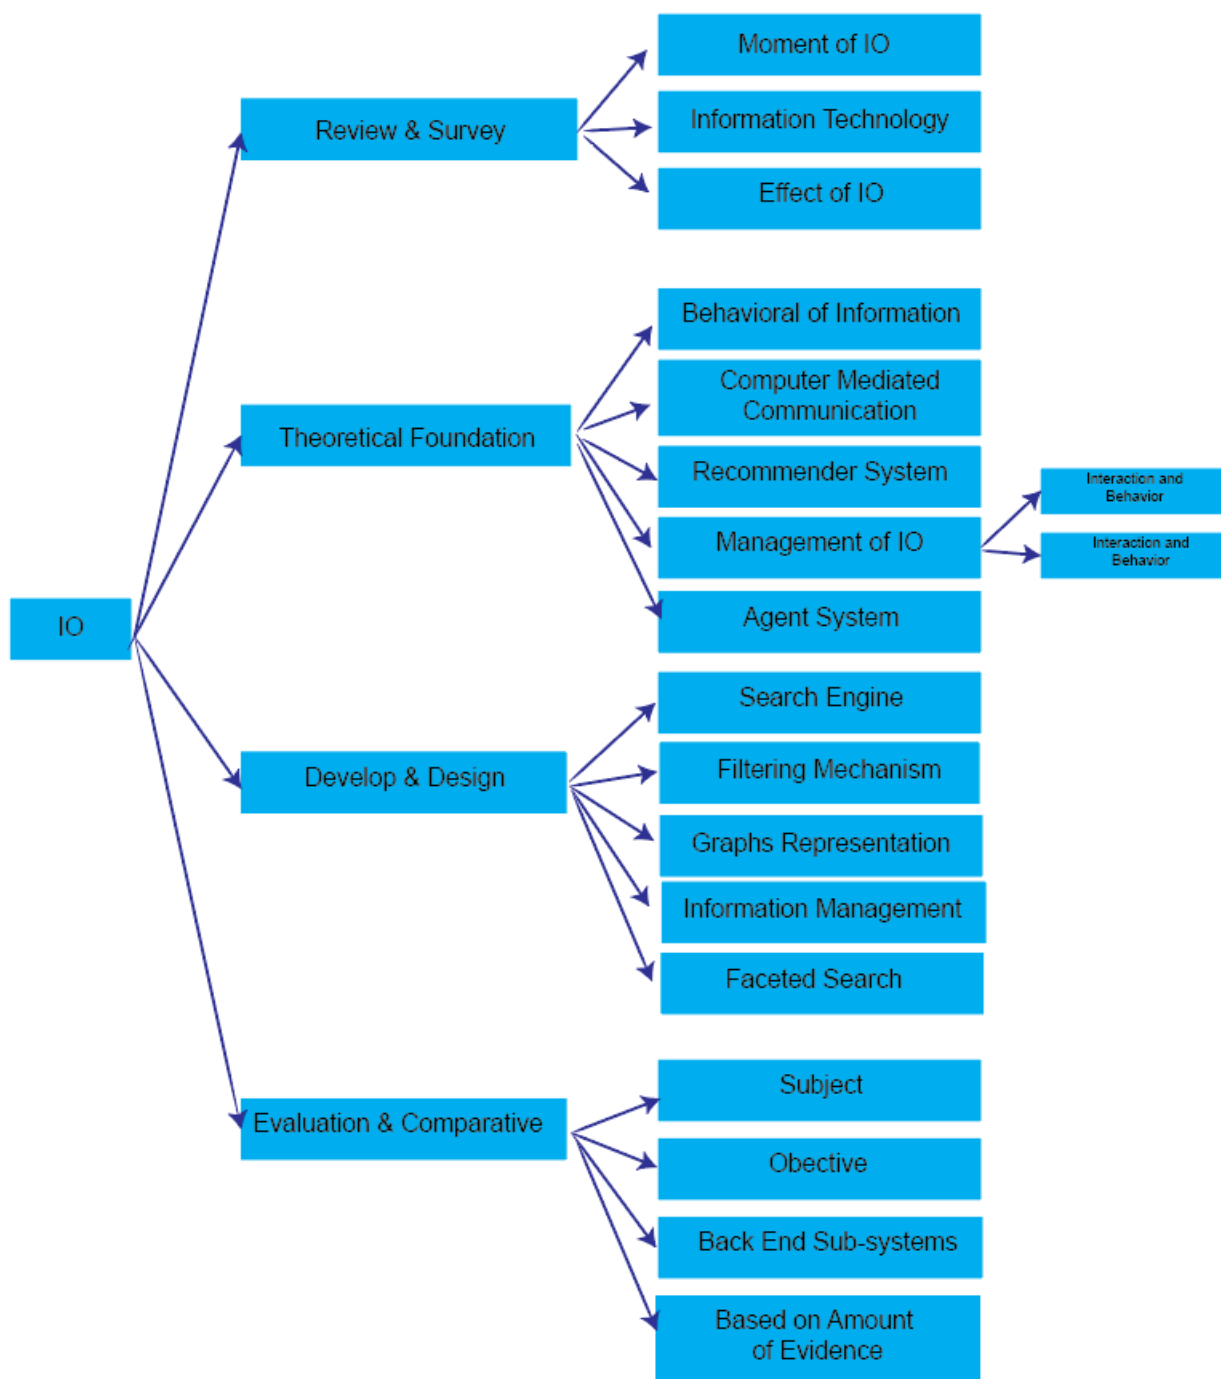 IO
Review & Survey
Moment of IO
Information Technology
Effect of IO
Theoretical Foundation
Behavioral of Information
Computer Mediated
Communication
Recommender System
Management of IO
Interaction and
Behavior
Interaction and
Behavior
Agent System
Develop & Design
Search Engine
Filtering Mechanism
Graphs Representation
Information Management
Faceted Search
Evaluation & Comparative
Subject
Obective
Back End Sub-systems
Based on Amount
of Evidence